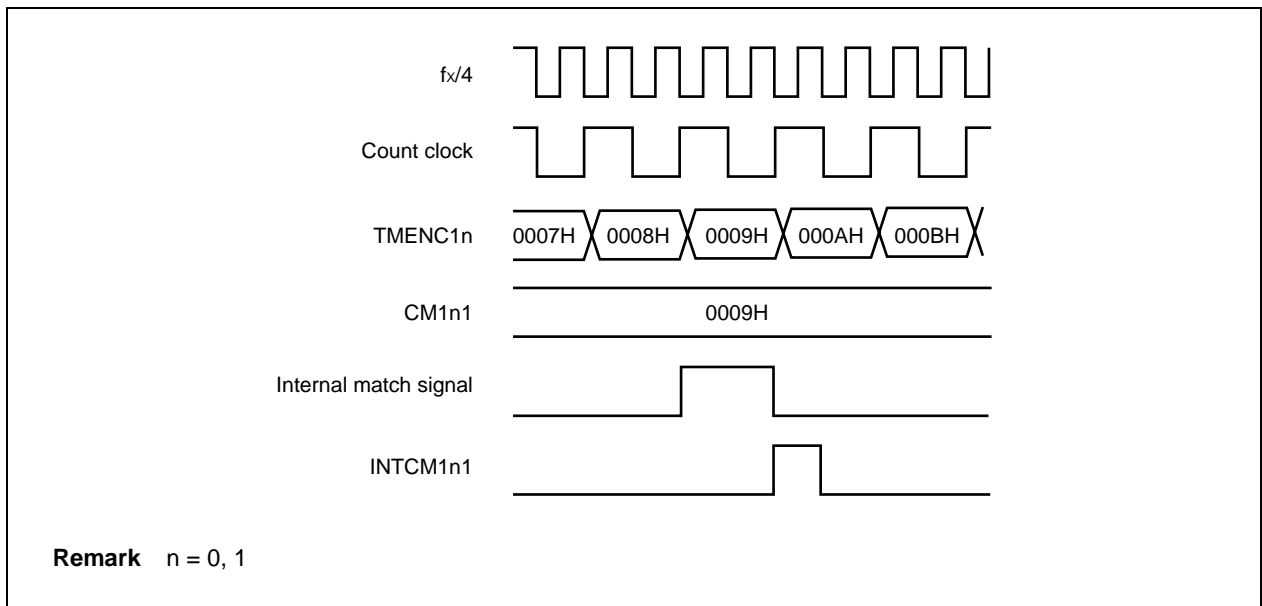 fx/4
Count clock
TMENC1n
0007H 0008H 0009H 000AH 000BH
CM1n1
0009H
Internal match signal
INTCM1n1
Remark n = 0, 1